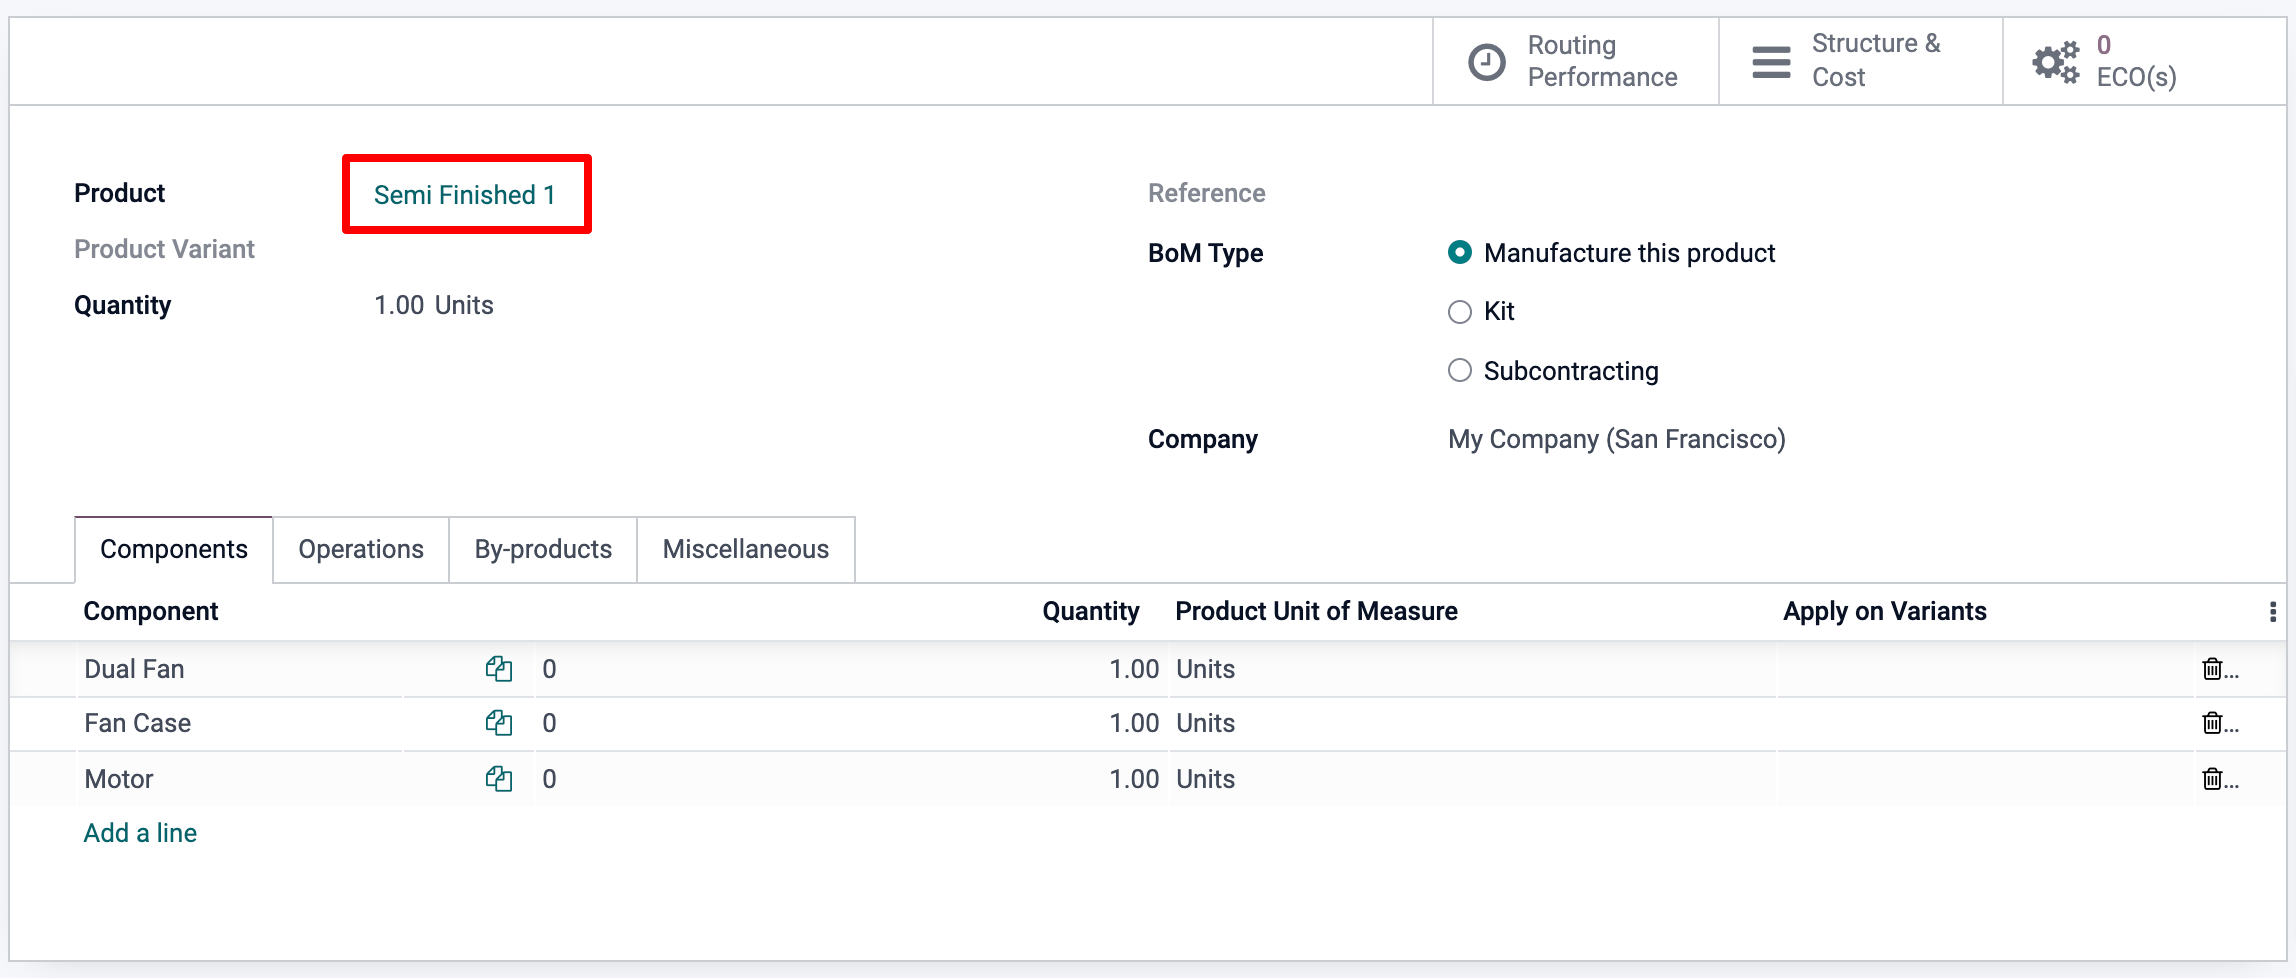 Routing
Performance
Structure &
Cost
0
ECO(s)
Product
Semi Finished 1
Product Variant
Quantity
1.00 Units
Reference
BoM Type
Manufacture this product
Kit
Subcontracting
Company
My Company (San Francisco)
Components Operations By-products Miscellaneous
Component Quantity Product Unit of Measure Apply on Variants
Dual Fan 0 1.00 Units ...
Fan Case 0 1.00 Units ...
Motor 0 1.00 Units ...
Add a line